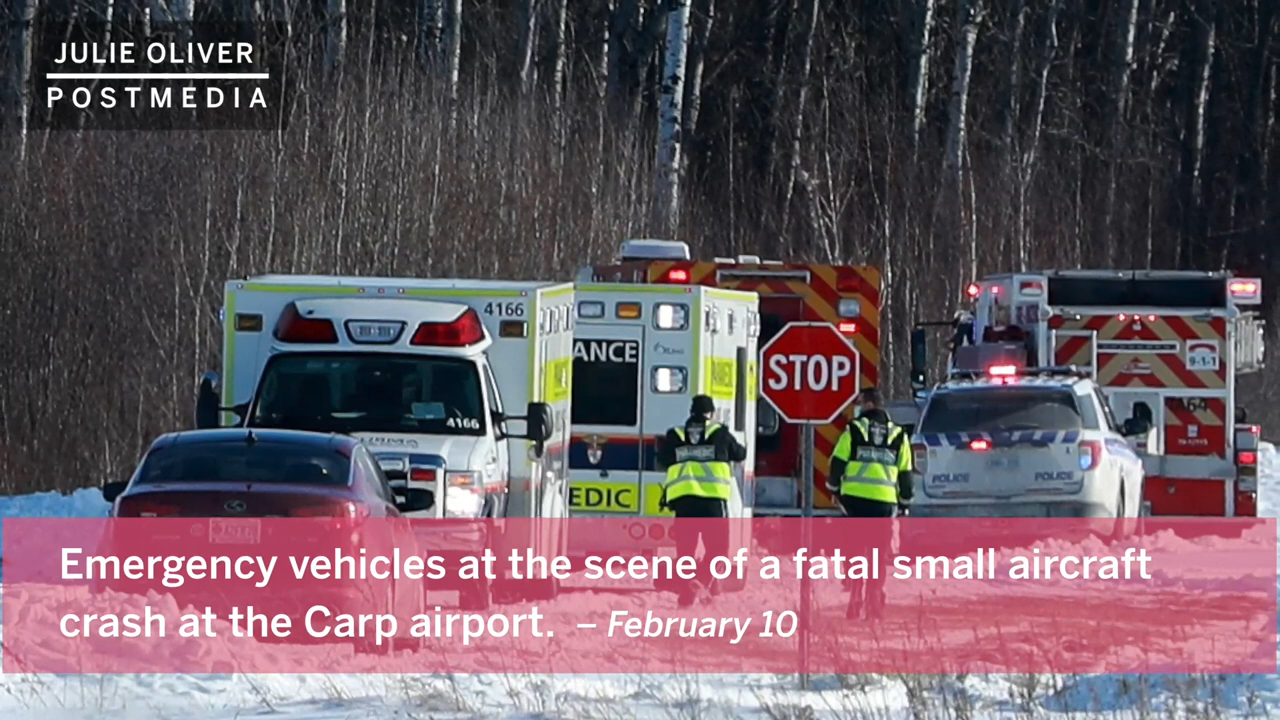 JULIE OLIVER
POSTMEDIA
4166
ANCE
STOP
9-1-1
4166
PARAMEDIC
POLICE
POLICE
EDIC
Emergency vehicles at the scene of a fatal small aircraft
crash at the Carp airport. – February 10